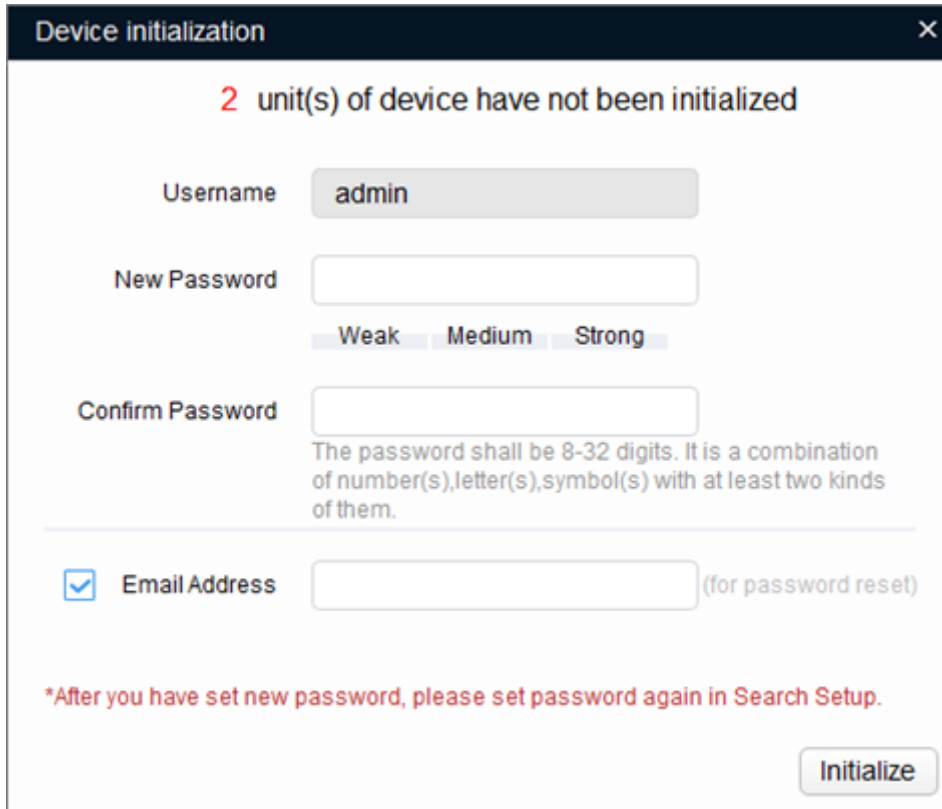 Device initialization
2 unit(s) of device have not been initialized
Username admin
New Password
Weak Medium Strong
Confirm Password
The password shall be 8-32 digits. It is a combination
of number(s),letter(s),symbol(s) with at least two kinds
of them.
Email Address (for password reset)
*After you have set new password, please set password again in Search Setup.
Initialize